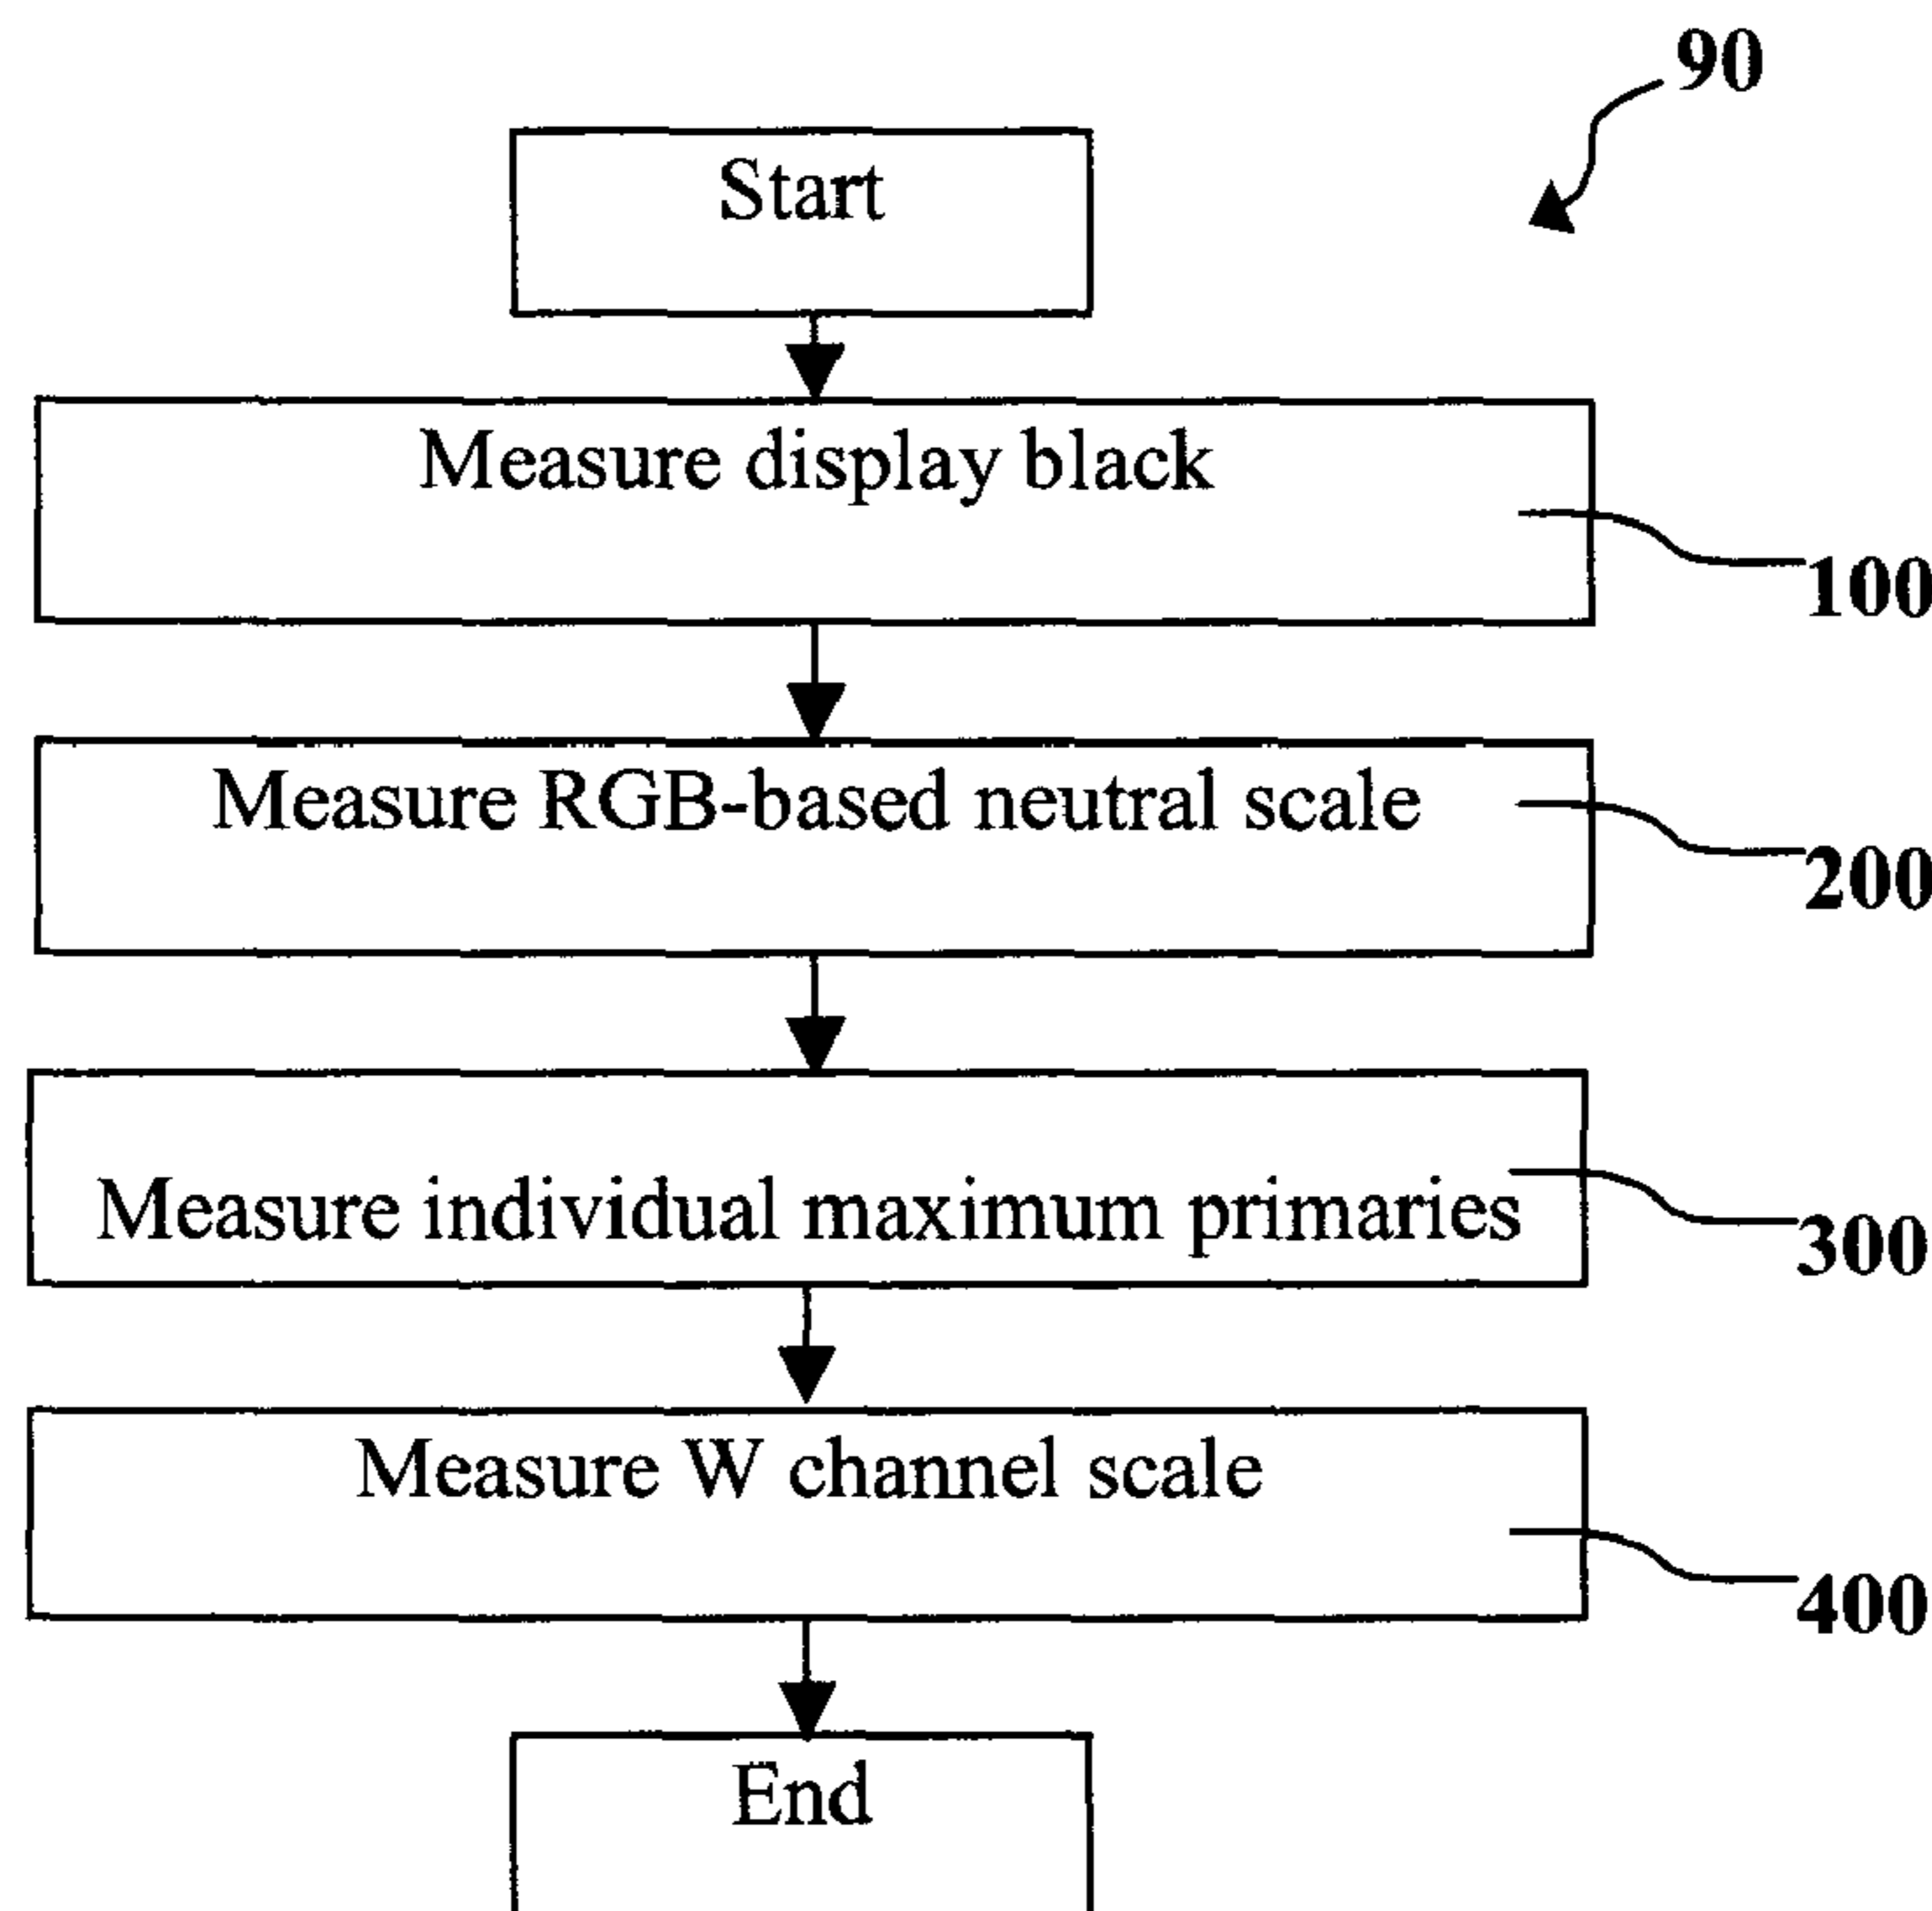 90
Start
Measure display black
100
Measure RGB-based neutral scale
200
Measure individual maximum primaries
300
Measure W channel scale
400
End